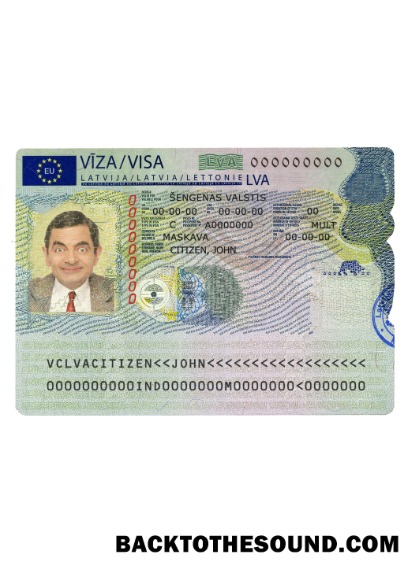 VĪZA/VISA
LVA
000000000
EU
LATVIJA/LATVIA/LETTONIE
LVA
ŠENGENAS VALSTIS
00-00-00 00-00-00 00
C A0000000 MULT
MASKAVA 00-00-00
CITIZEN, JOHN
VCLVACITIZEN<<JOHN<<<<<<<<<<<<<<<<<<
0000000000IND0000000M0000000<0000000
BACKTOTHESOUND.COM